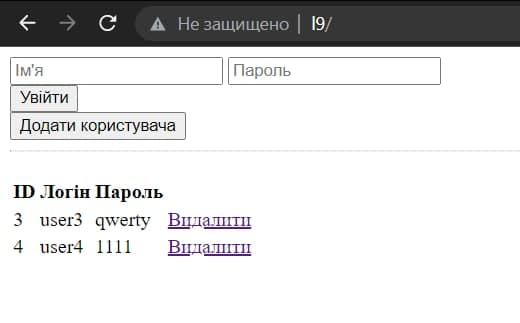 Не защищено | l9/
Ім'я Пароль
Увійти
Додати користувача
ID Логін Пароль
3 user3 qwerty Видалити
4 user4 1111 Видалити